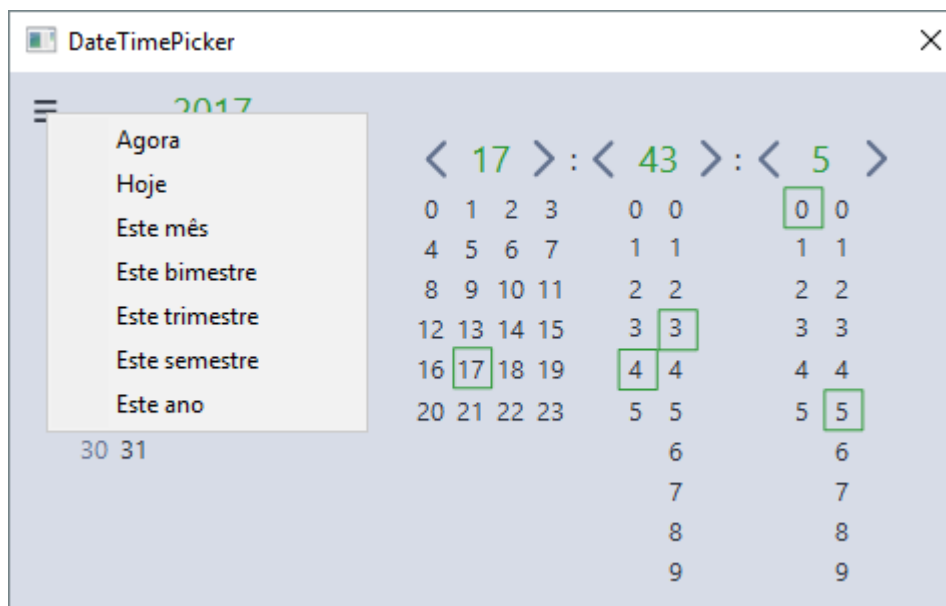 DateTimePicker
2017
Agora
Hoje
Este mês
Este bimestre
Este trimestre
Este semestre
Este ano
30 31
< 17 > : < 43 > : < 5 >
0 1 2 3 0 0 0 0
4 5 6 7 1 1 1 1
8 9 10 11 2 2 2 2
12 13 14 15 3 3 3 3
16 17 18 19 4 4 4 4
20 21 22 23 5 5 5 5
6 6
7 7
8 8
9 9